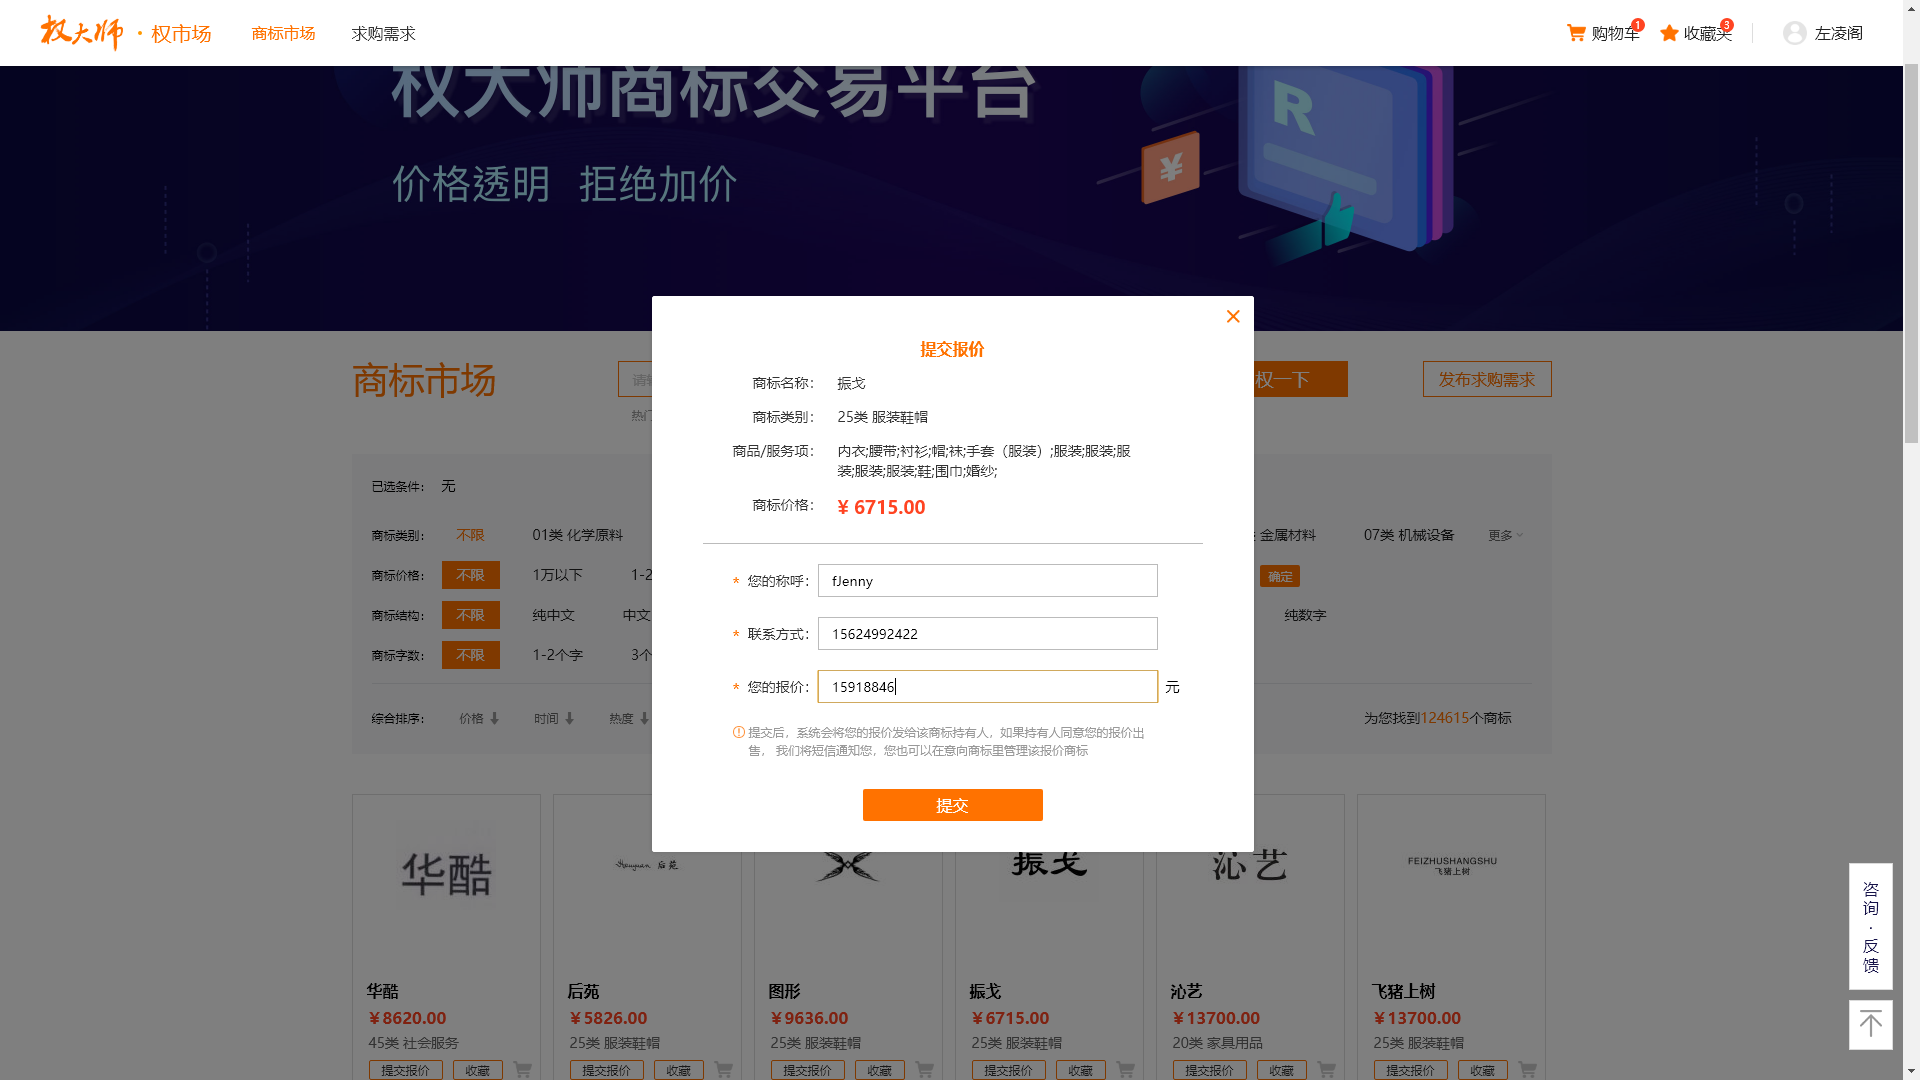 权大师 · 权市场 商标市场 求购需求 购物车 1 收藏夹 3 左凌阁
权大师商标交易平台
R
¥
价格透明 拒绝加价
提交报价
商标名称： 振戈
商标类别： 25类 服装鞋帽
商品/服务项： 内衣;腰带;衬衫;帽;袜;手套（服装）;服装;服装;服
装;服装;服装;鞋;围巾;婚纱;
商标价格： ¥ 6715.00
* 您的称呼： fJenny
* 联系方式： 15624992422
* 您的报价： 15918846 元
提交后，系统会将您的报价发给该商标持有人，如果持有人同意您的报价出
售， 我们将短信通知您，您也可以在意向商标里管理该报价商标
提交
商标市场 权一下 发布求购需求
热门
已选条件： 无
商标类别： 不限 01类 化学原料 金属材料 07类 机械设备 更多
商标价格： 不限 1万以下 1-2 确定
商标结构： 不限 纯中文 中文 纯数字
商标字数： 不限 1-2个字 3个
综合排序： 价格 时间 热度 为您找到124615个商标
华酷 Houyuan 后苑 振戈 沁艺 FEIZHUSHANGSHU
飞猪上树
华酷 后苑 图形 振戈 沁艺 飞猪上树
￥8620.00 ￥5826.00 ￥9636.00 ￥6715.00 ￥13700.00 ￥13700.00
45类 社会服务 25类 服装鞋帽 25类 服装鞋帽 25类 服装鞋帽 20类 家具用品 25类 服装鞋帽
提交报价 收藏 提交报价 收藏 提交报价 收藏 提交报价 收藏 提交报价 收藏 提交报价 收藏
咨
询
·
反
馈